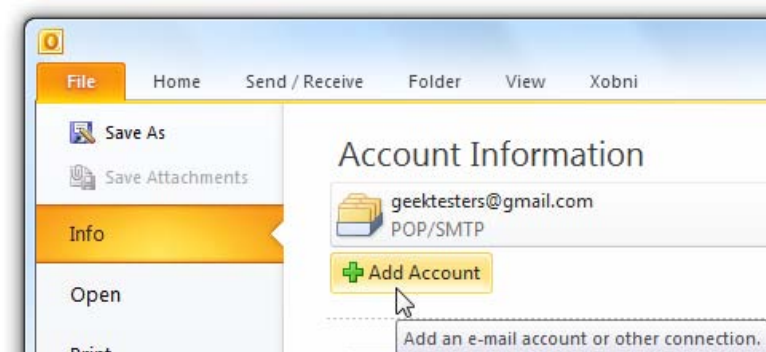 File Home Send / Receive Folder View Xobni
Save As
Save Attachments
Info
Open
Print
Account Information
geektesters@gmail.com
POP/SMTP
Add Account
Add an e-mail account or other connection.